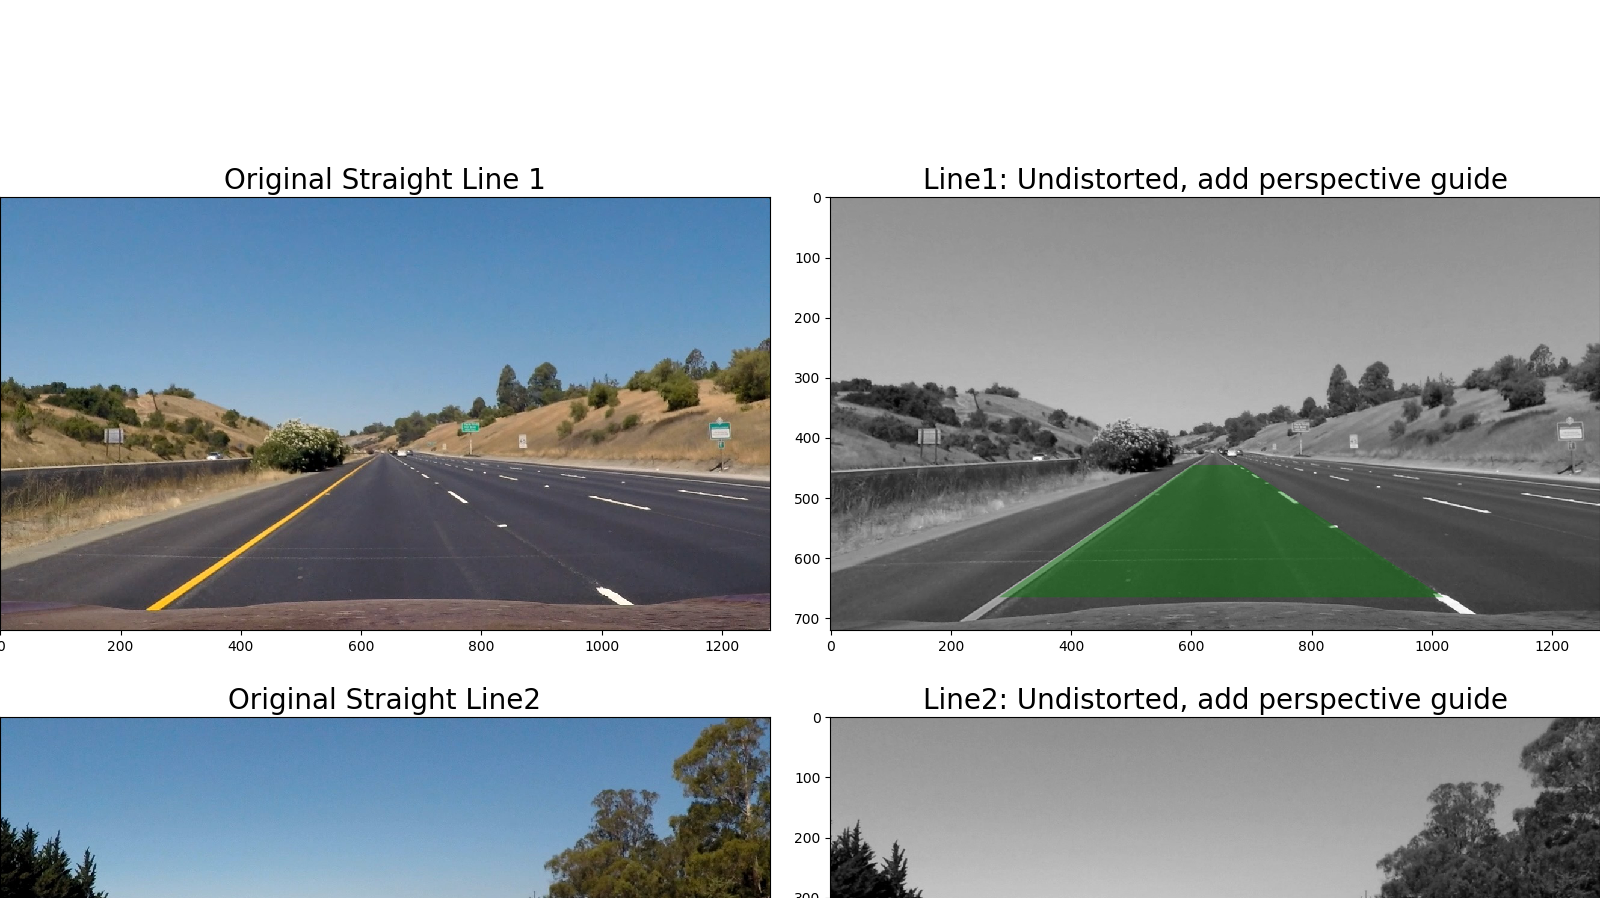 Original Straight Line 1
Line1: Undistorted, add perspective guide
0
100
200
300
400
500
600
700
0 200 400 600 800 1000 1200
0 200 400 600 800 1000 1200
Original Straight Line2
Line2: Undistorted, add perspective guide
0
100
200
300